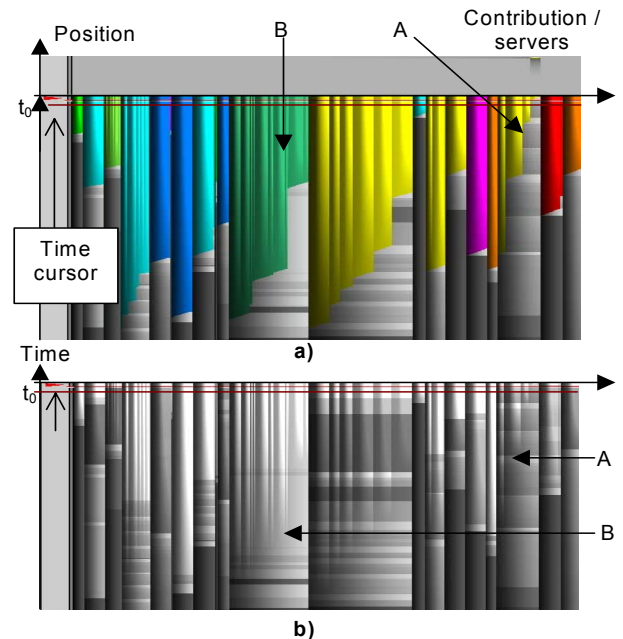 Position
B
A
Contribution /
servers
t0
Time
cursor
a)
Time
t0
A
B
b)